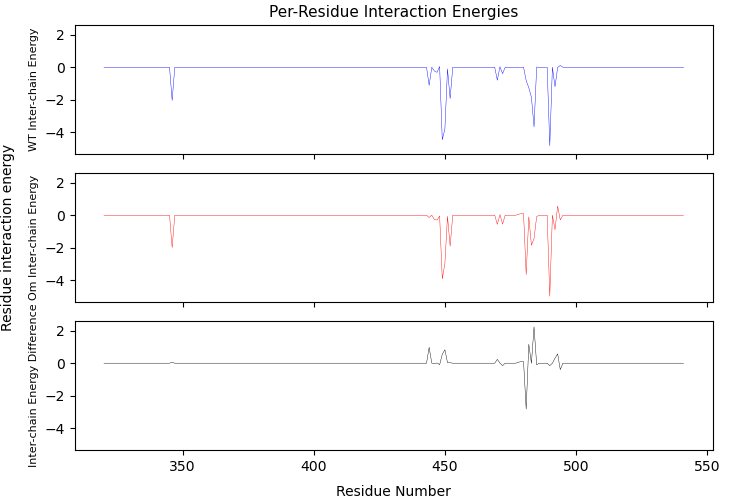 Per-Residue Interaction Energies
Residue interaction energy
WT Inter-chain Energy
2
0
−2
−4
Om Inter-chain Energy
2
0
−2
−4
Inter-chain Energy Difference
2
0
−2
−4
350
400
450
500
550
Residue Number